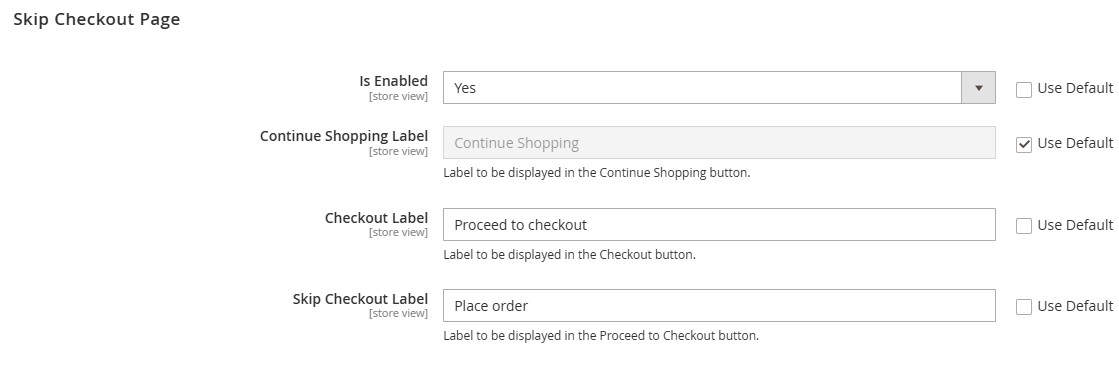 Skip Checkout Page
Is Enabled
[store view]
Yes
Use Default
Continue Shopping Label
[store view]
Continue Shopping
Use Default
Label to be displayed in the Continue Shopping button.
Checkout Label
[store view]
Proceed to checkout
Use Default
Label to be displayed in the Checkout button.
Skip Checkout Label
[store view]
Place order
Use Default
Label to be displayed in the Proceed to Checkout button.